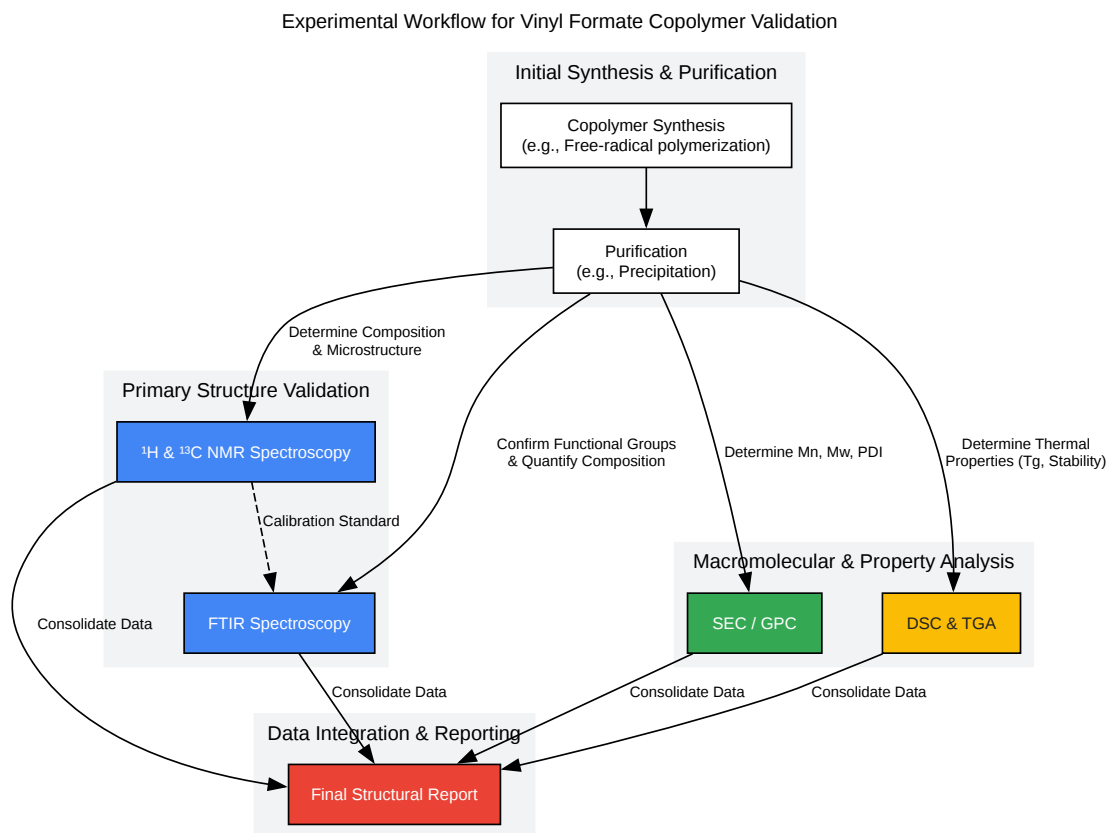 Experimental Workflow for Vinyl Formate Copolymer Validation
Initial Synthesis & Purification
Copolymer Synthesis
(e.g., Free-radical polymerization)
Purification
(e.g., Precipitation)
Determine Composition
& Microstructure
Primary Structure Validation
¹H & ¹³C NMR Spectroscopy
Confirm Functional Groups
& Quantify Composition
Determine Mn, Mw, PDI
Determine Thermal
Properties (Tg, Stability)
Calibration Standard
Macromolecular & Property Analysis
Consolidate Data
FTIR Spectroscopy
SEC / GPC
DSC & TGA
Consolidate Data
Consolidate Data
Consolidate Data
Data Integration & Reporting
Final Structural Report